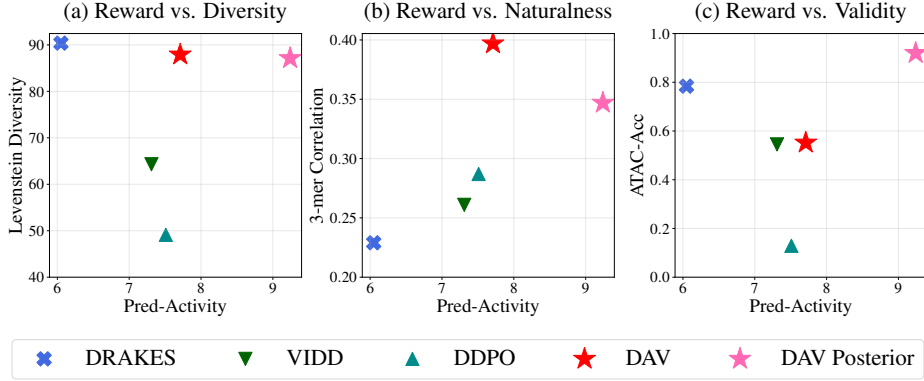 (a) Reward vs. Diversity
Levenstein Diversity
90
80
70
60
50
40
6
7
8
9
Pred-Activity
(b) Reward vs. Naturalness
3-mer Correlation
0.40
0.35
0.30
0.25
0.20
6
7
8
9
Pred-Activity
(c) Reward vs. Validity
ATAC-Acc
1.0
0.8
0.6
0.4
0.2
0.0
6
7
8
9
Pred-Activity
DRAKES
VIDD
DDPO
DAV
DAV Posterior